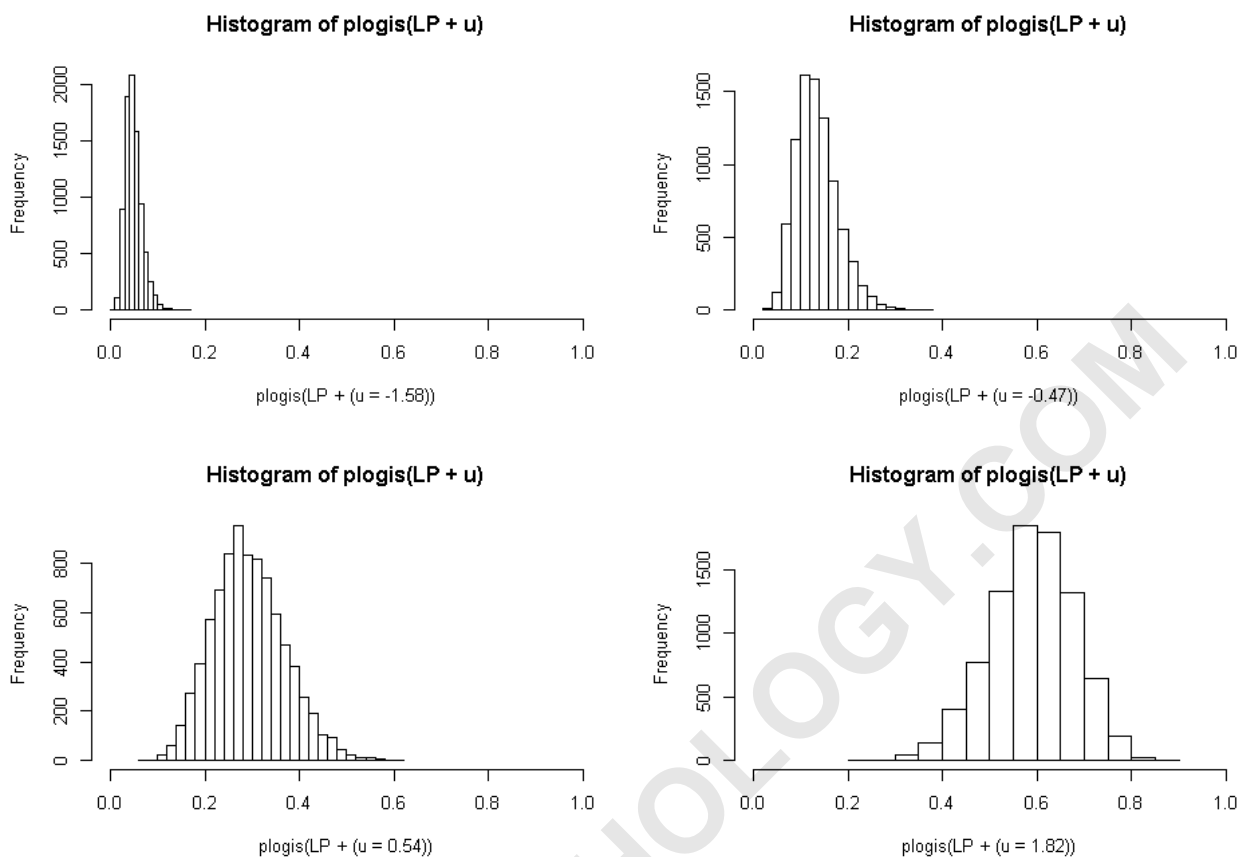 Histogram of plogis(LP + u)
Frequency
0
500
1000
1500
2000
0.0 0.2 0.4 0.6 0.8 1.0
plogis(LP + (u = -1.58))
Histogram of plogis(LP + u)
Frequency
0
500
1000
1500
0.0 0.2 0.4 0.6 0.8 1.0
plogis(LP + (u = -0.47))
Histogram of plogis(LP + u)
Frequency
0
200
400
600
800
0.0 0.2 0.4 0.6 0.8 1.0
plogis(LP + (u = 0.54))
Histogram of plogis(LP + u)
Frequency
0
500
1000
1500
0.0 0.2 0.4 0.6 0.8 1.0
plogis(LP + (u = 1.82))
HOLOGY.COM